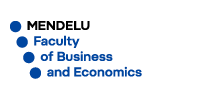 MENDELU
Faculty
of Business
and Economics